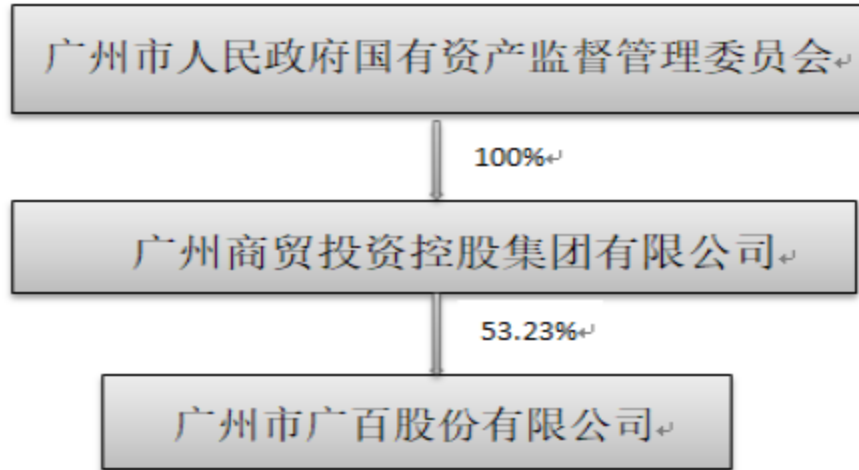 广州市人民政府国有资产监督管理委员会
100%
广州商贸投资控股集团有限公司
53.23%
广州市广百股份有限公司